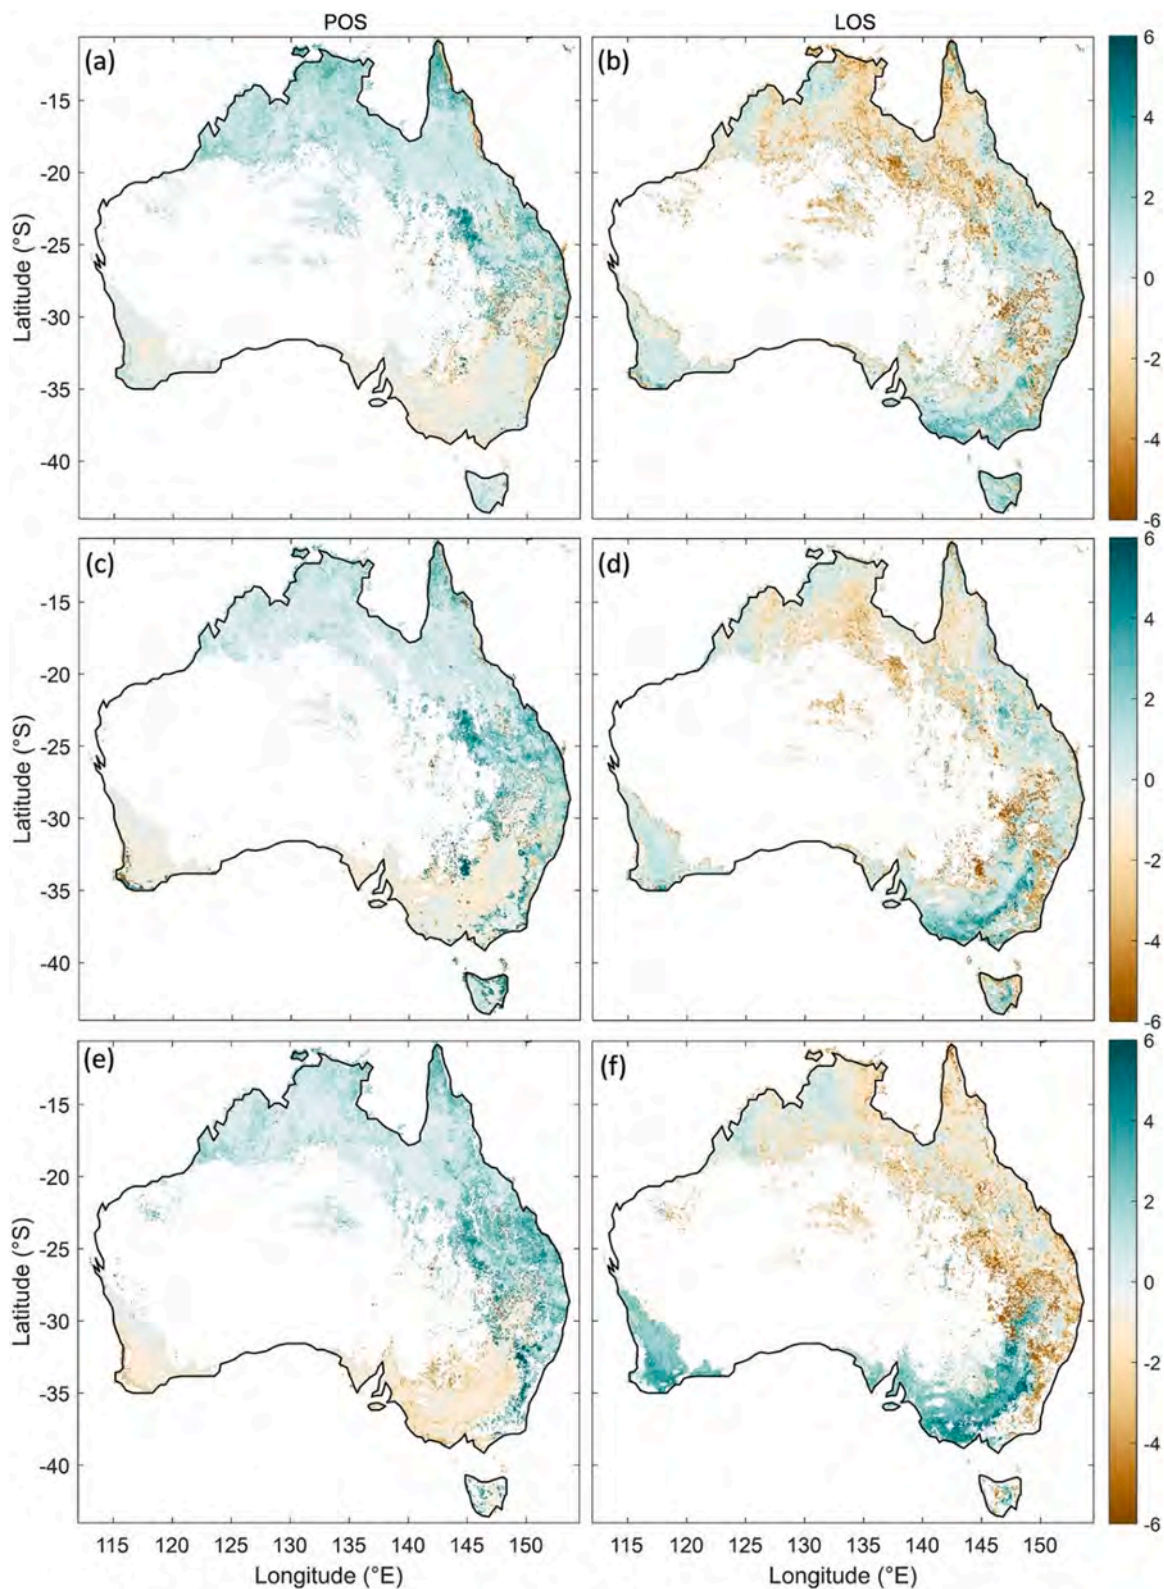 POS LOS
(a) (b) 6
-15 4
-20 2
-25 0
Latitude (°S)
-30 -2
-35 -4
-40 -6
(c) (d) 6
-15 4
-20 2
-25 0
Latitude (°S)
-30 -2
-35 -4
-40 -6
(e) (f) 6
-15 4
-20 2
-25 0
Latitude (°S)
-30 -2
-35 -4
-40 -6
115 120 125 130 135 140 145 150 115 120 125 130 135 140 145 150
Longitude (°E) Longitude (°E)